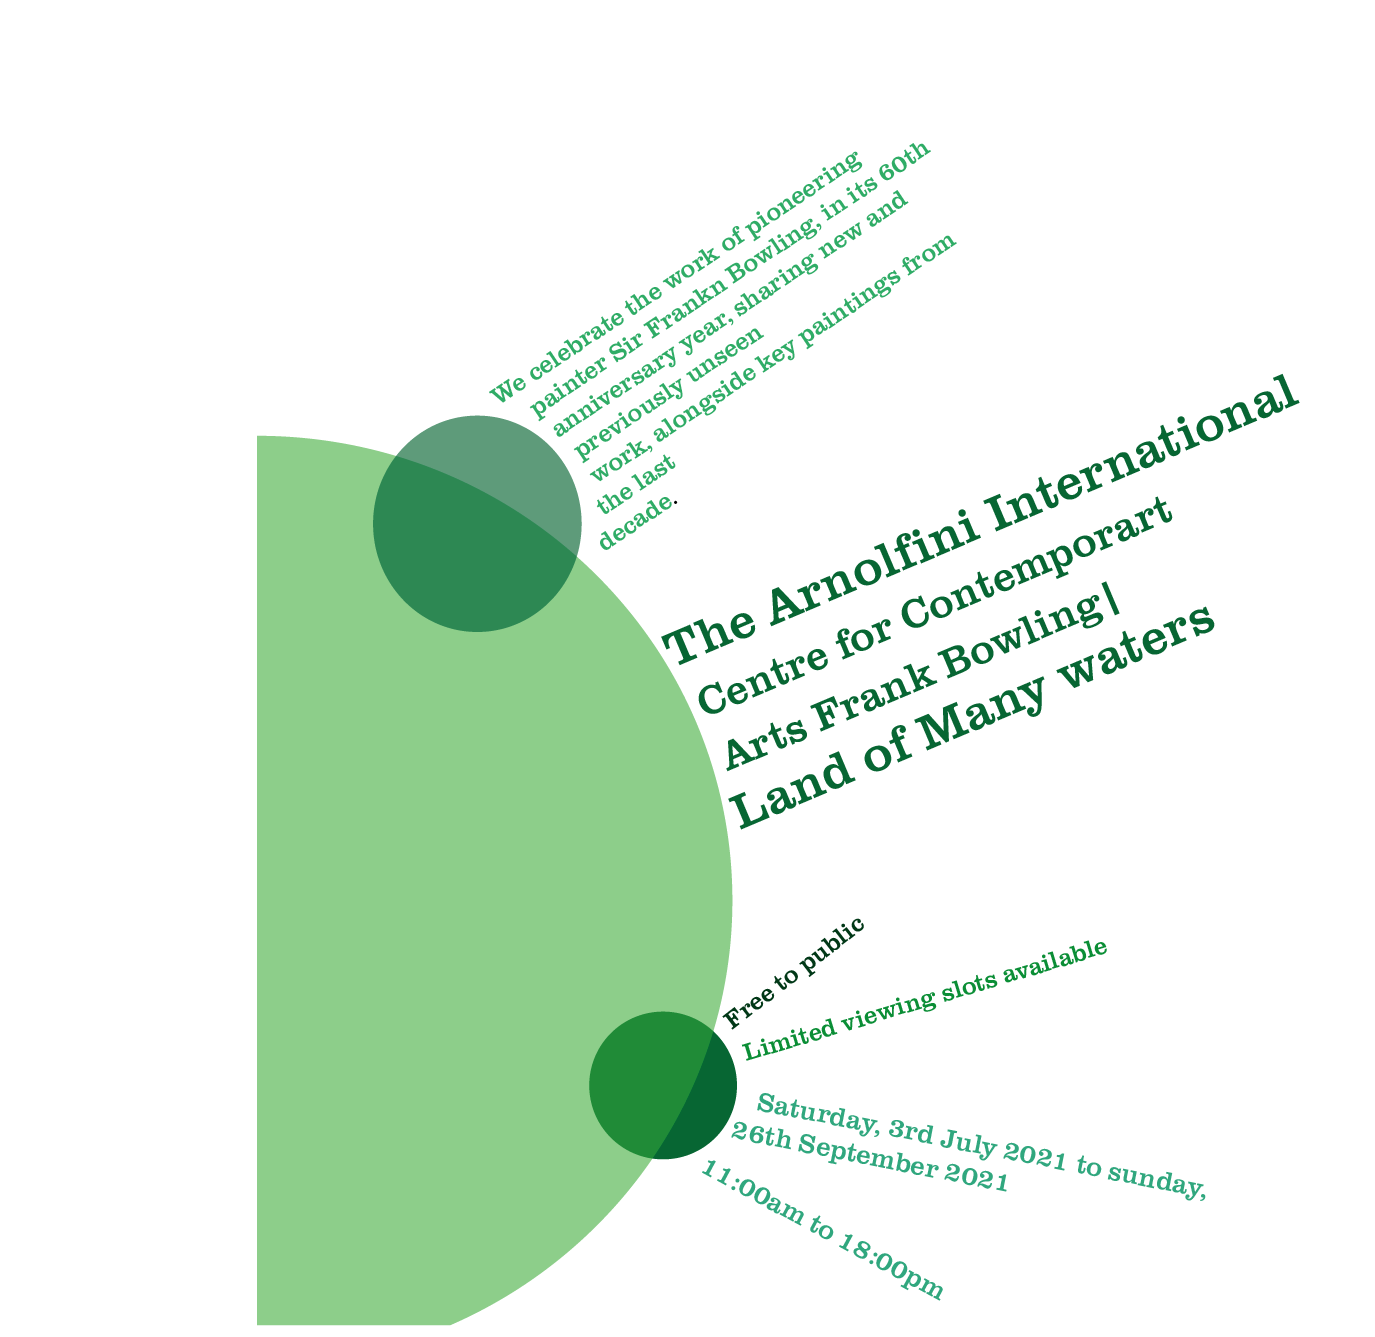 We celebrate the work of pioneering
painter Sir Frankn Bowling, in its 60th
anniversary year, sharing new and
previously unseen
work, alongside key paintings from
the last
decade.
The Arnolfini International
Centre for Contemporart
Arts Frank Bowling|
Land of Many waters
Free to public
Limited viewing slots available
Saturday, 3rd July 2021 to sunday,
26th September 2021
11:00am to 18:00pm